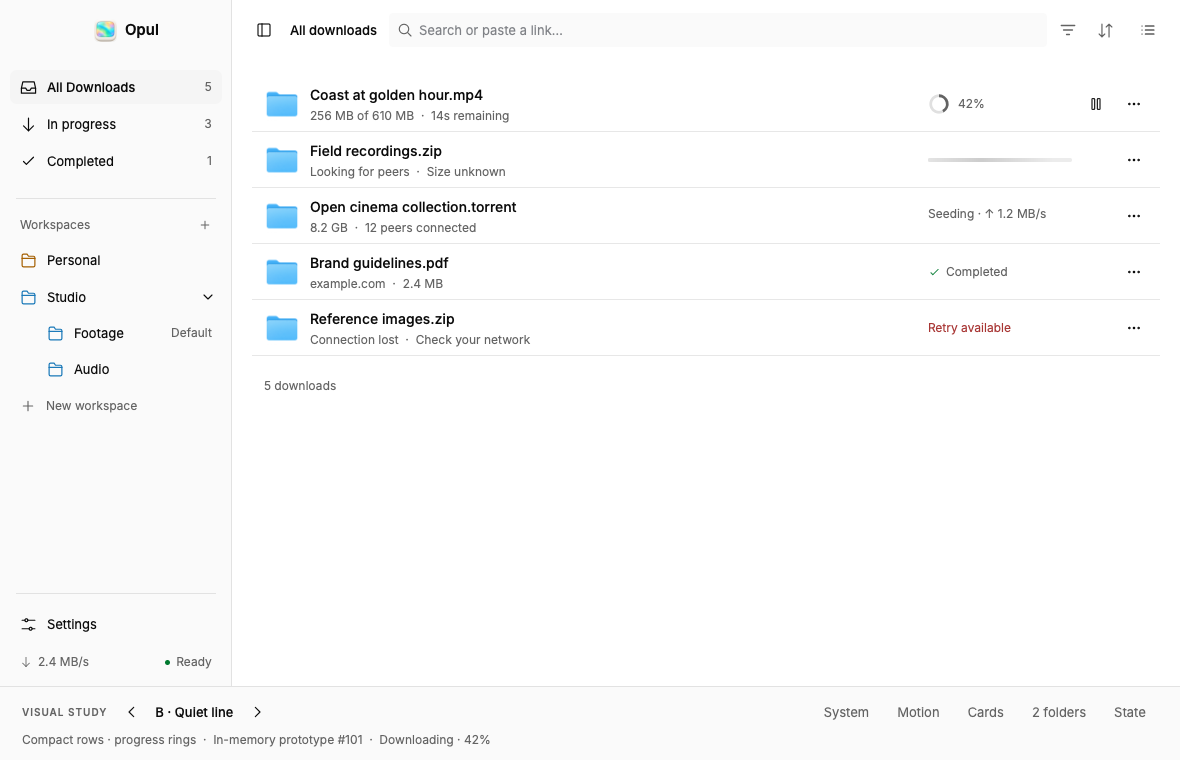 Opul
All Downloads 5
In progress 3
Completed 1
Workspaces
Personal
Studio
Footage Default
Audio
New workspace
Settings
2.4 MB/s Ready
All downloads Search or paste a link...
Coast at golden hour.mp4
256 MB of 610 MB · 14s remaining
42%
Field recordings.zip
Looking for peers · Size unknown
Open cinema collection.torrent
8.2 GB · 12 peers connected
Seeding · ↑ 1.2 MB/s
Brand guidelines.pdf
example.com · 2.4 MB
Completed
Reference images.zip
Connection lost · Check your network
Retry available
5 downloads
VISUAL STUDY B · Quiet line System Motion Cards 2 folders State
Compact rows · progress rings · In-memory prototype #101 · Downloading · 42%